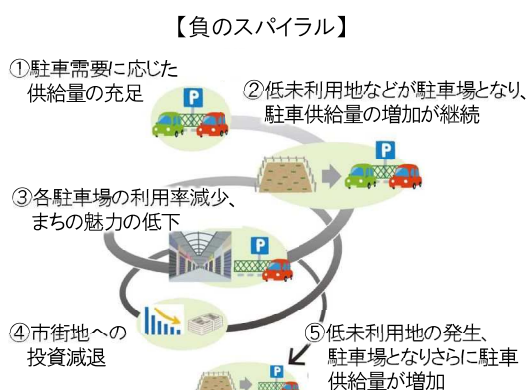 【負のスパイラル】
①駐車需要に応じた
供給量の充足
P
②低未利用地などが駐車場となり、
駐車供給量の増加が継続
P
③各駐車場の利用率減少、
まちの魅力の低下
P
④市街地への
投資減退
⑤低未利用地の発生、
駐車場となりさらに駐車
供給量が増加
P